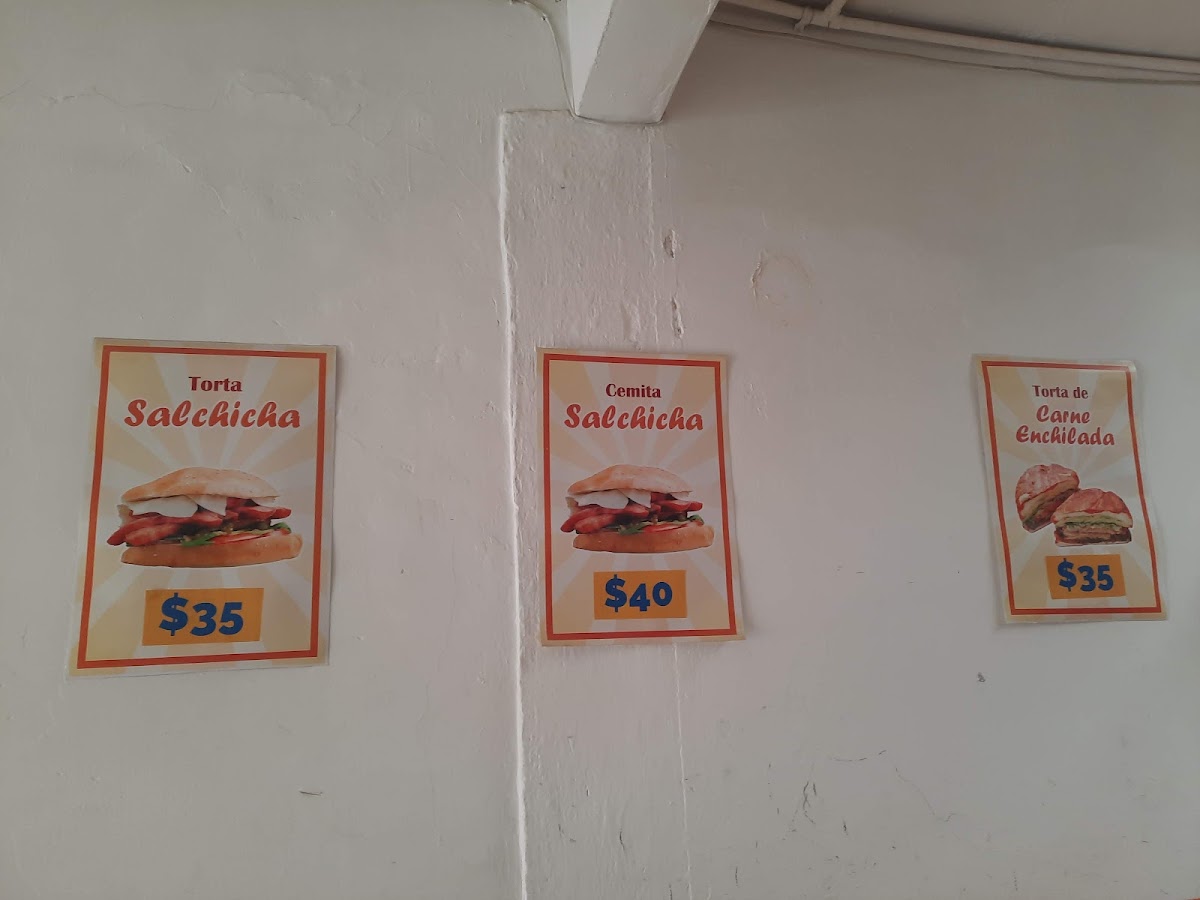 Torta
Salchicha
$35
Cemita
Salchicha
$40
Torta de
Carne
Enchilada
$35